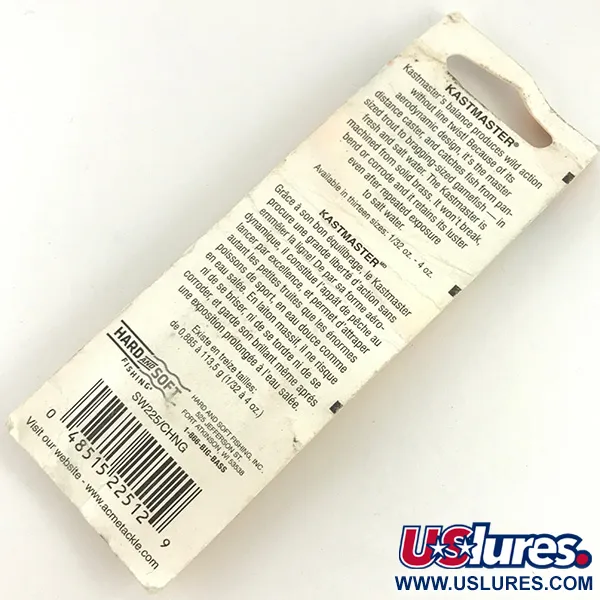 KASTMASTER®
Kastmaster's balance produces wild action
without line twist! Because of its
aerodynamic design, it's the master
distance caster, and catches fish from pan-
sized trout to bragging-sized gamefish — in
fresh and salt water. The Kastmaster is
machined from solid brass. It won't break,
bend or corrode and it retains its luster
even after repeated exposure
to salt water.
Available in thirteen sizes: 1/32 oz. - 4 oz.
KASTMASTER®
Grâce à son bon équilibrage, le Kastmaster
procure une grande liberté d'action sans
emmêler la ligne! De par sa forme aéro-
dynamique, il constitue l'appât de pêche au
lancer par excellence, et permet d'attraper
autant les petites truites que les énormes
poissons de sport, en eau douce comme
en eau salée. En laiton massif, il ne risque
ni de se briser, ni de se tordre ni de se
corroder, et garde son brillant même après
une exposition prolongée à l'eau salée.
Existe en treize tailles:
de 0,885 à 113,5 g (1/32 à 4 oz.)
HARD AND SOFT
FISHING®
HARD AND SOFT FISHING, INC.
525 JEFFERSON ST.
FORT ATKINSON, WI 53538
1-866-BIG-BASS
SW225/CHNG
0 48515 22512 9
Visit our website - www.acmetackle.com
USlures.
WWW.USLURES.COM